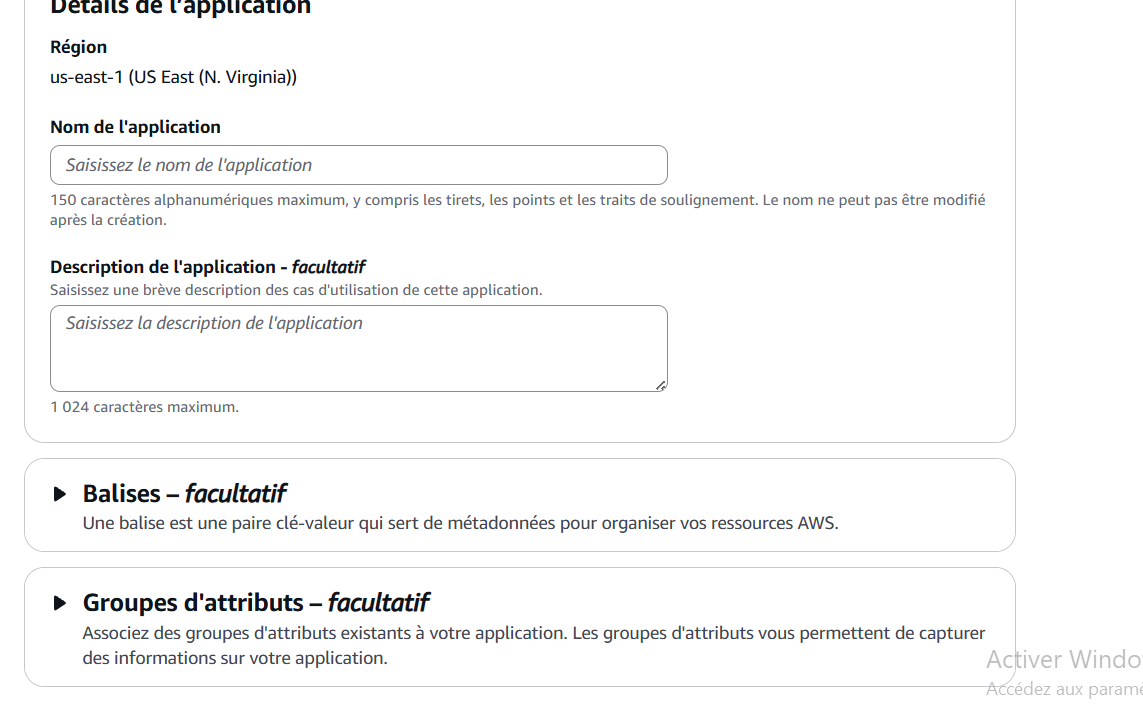 Détails de l'application
Région
us-east-1 (US East (N. Virginia))
Nom de l'application
Saisissez le nom de l'application
150 caractères alphanumériques maximum, y compris les tirets, les points et les traits de soulignement. Le nom ne peut pas être modifié
après la création.
Description de l'application - facultatif
Saisissez une brève description des cas d'utilisation de cette application.
Saisissez la description de l'application
1 024 caractères maximum.
Balises – facultatif
Une balise est une paire clé-valeur qui sert de métadonnées pour organiser vos ressources AWS.
Groupes d'attributs – facultatif
Associez des groupes d'attributs existants à votre application. Les groupes d'attributs vous permettent de capturer
des informations sur votre application.
Activer Windo
Accédez aux paramè